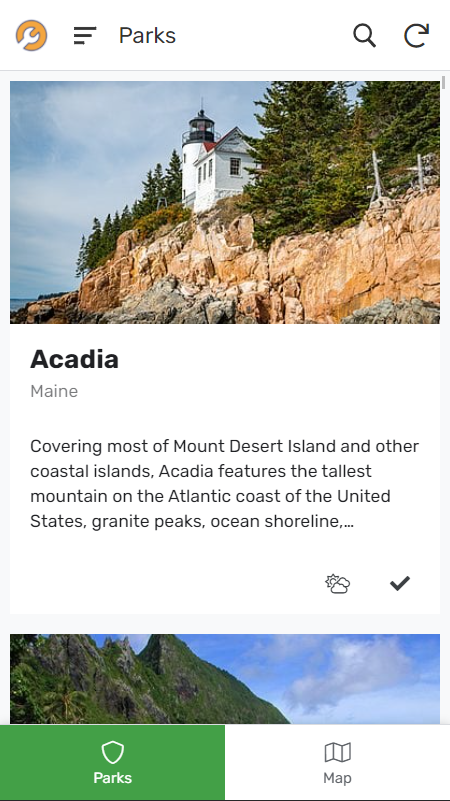 Parks
Acadia
Maine
Covering most of Mount Desert Island and other
coastal islands, Acadia features the tallest
mountain on the Atlantic coast of the United
States, granite peaks, ocean shoreline,…
Parks
Map